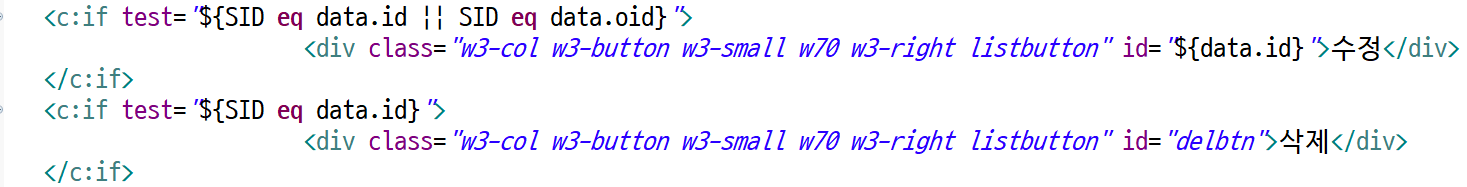 <c:if test="${SID eq data.id || SID eq data.oid}">
<div class="w3-col w3-button w3-small w70 w3-right listbutton" id="${data.id}">수정</div>
</c:if>
<c:if test="${SID eq data.id}">
<div class="w3-col w3-button w3-small w70 w3-right listbutton" id="delbtn">삭제</div>
</c:if>